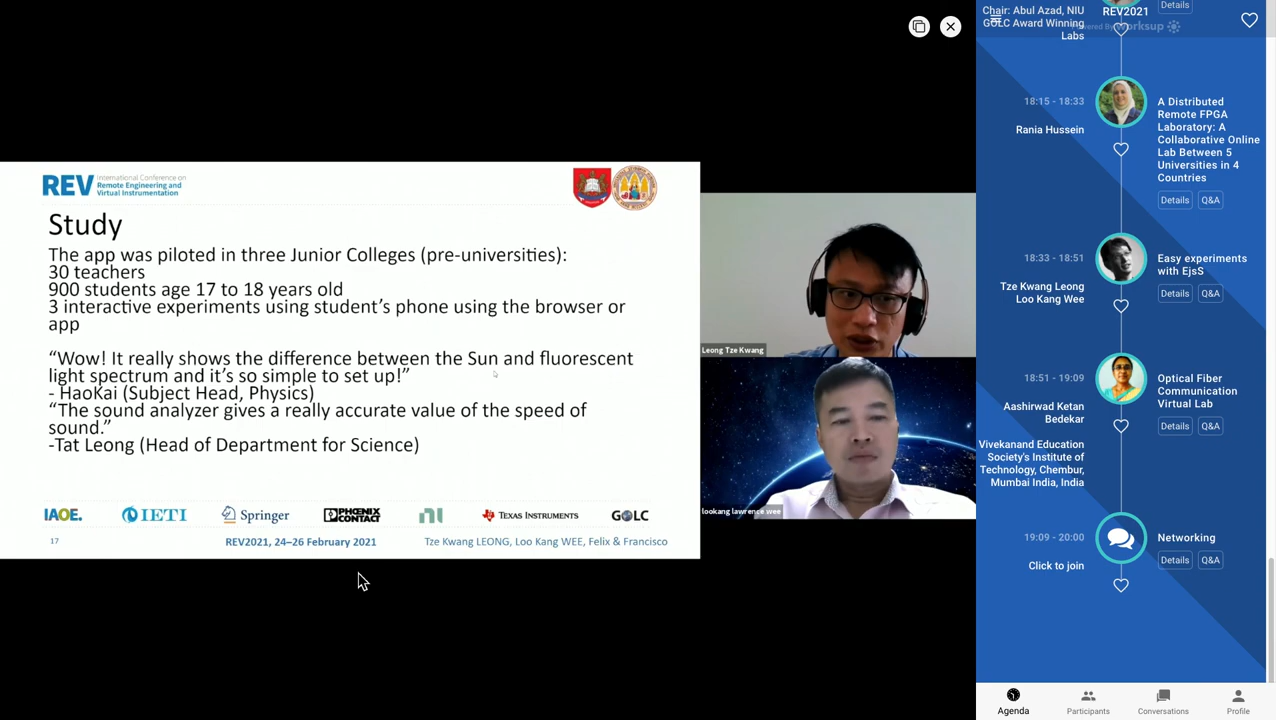 REV
International Conference on
Remote Engineering and
Virtual Instrumentation
Study
The app was piloted in three Junior Colleges (pre-universities):
30 teachers
900 students age 17 to 18 years old
3 interactive experiments using student's phone using the browser or
app
“Wow! It really shows the difference between the Sun and fluorescent
light spectrum and it's so simple to set up!”
- HaoKai (Subject Head, Physics)
“The sound analyzer gives a really accurate value of the speed of
sound.”
-Tat Leong (Head of Department for Science)
IAOE.
IETI
Springer
PHOENIX
CONTACT
TEXAS INSTRUMENTS
GOLC
17
REV2021, 24–26 February 2021
Tze Kwang LEONG, Loo Kang WEE, Felix & Francisco
Leong Tze Kwang
lookang lawrence wee
Chair: Abul Azad, NIU
GOLC Award Winning
Labs
REV2021
Powered By worksup
Details
18:15 - 18:33
Rania Hussein
A Distributed
Remote FPGA
Laboratory: A
Collaborative Online
Lab Between 5
Universities in 4
Countries
Details
Q&A
18:33 - 18:51
Tze Kwang Leong
Loo Kang Wee
Easy experiments
with EjsS
Details
Q&A
18:51 - 19:09
Aashirwad Ketan
Bedekar
Vivekanand Education
Society's Institute of
Technology, Chembur,
Mumbai India, India
Optical Fiber
Communication
Virtual Lab
Details
Q&A
19:09 - 20:00
Click to join
Networking
Details
Q&A
Agenda
Participants
Conversations
Profile